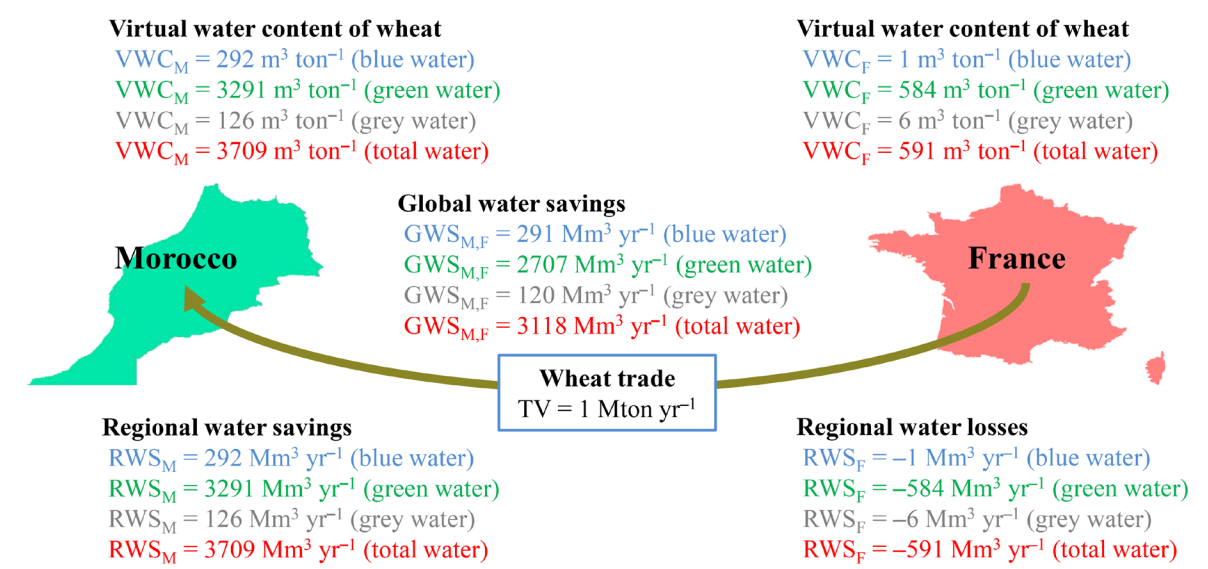 Virtual water content of wheat
VWC_M = 292 m³ ton⁻¹ (blue water)
VWC_M = 3291 m³ ton⁻¹ (green water)
VWC_M = 126 m³ ton⁻¹ (grey water)
VWC_M = 3709 m³ ton⁻¹ (total water)
Virtual water content of wheat
VWC_F = 1 m³ ton⁻¹ (blue water)
VWC_F = 584 m³ ton⁻¹ (green water)
VWC_F = 6 m³ ton⁻¹ (grey water)
VWC_F = 591 m³ ton⁻¹ (total water)
Morocco
Global water savings
GWS_M,F = 291 Mm³ yr⁻¹ (blue water)
GWS_M,F = 2707 Mm³ yr⁻¹ (green water)
GWS_M,F = 120 Mm³ yr⁻¹ (grey water)
GWS_M,F = 3118 Mm³ yr⁻¹ (total water)
France
Wheat trade
TV = 1 Mton yr⁻¹
Regional water savings
RWS_M = 292 Mm³ yr⁻¹ (blue water)
RWS_M = 3291 Mm³ yr⁻¹ (green water)
RWS_M = 126 Mm³ yr⁻¹ (grey water)
RWS_M = 3709 Mm³ yr⁻¹ (total water)
Regional water losses
RWS_F = –1 Mm³ yr⁻¹ (blue water)
RWS_F = –584 Mm³ yr⁻¹ (green water)
RWS_F = –6 Mm³ yr⁻¹ (grey water)
RWS_F = –591 Mm³ yr⁻¹ (total water)